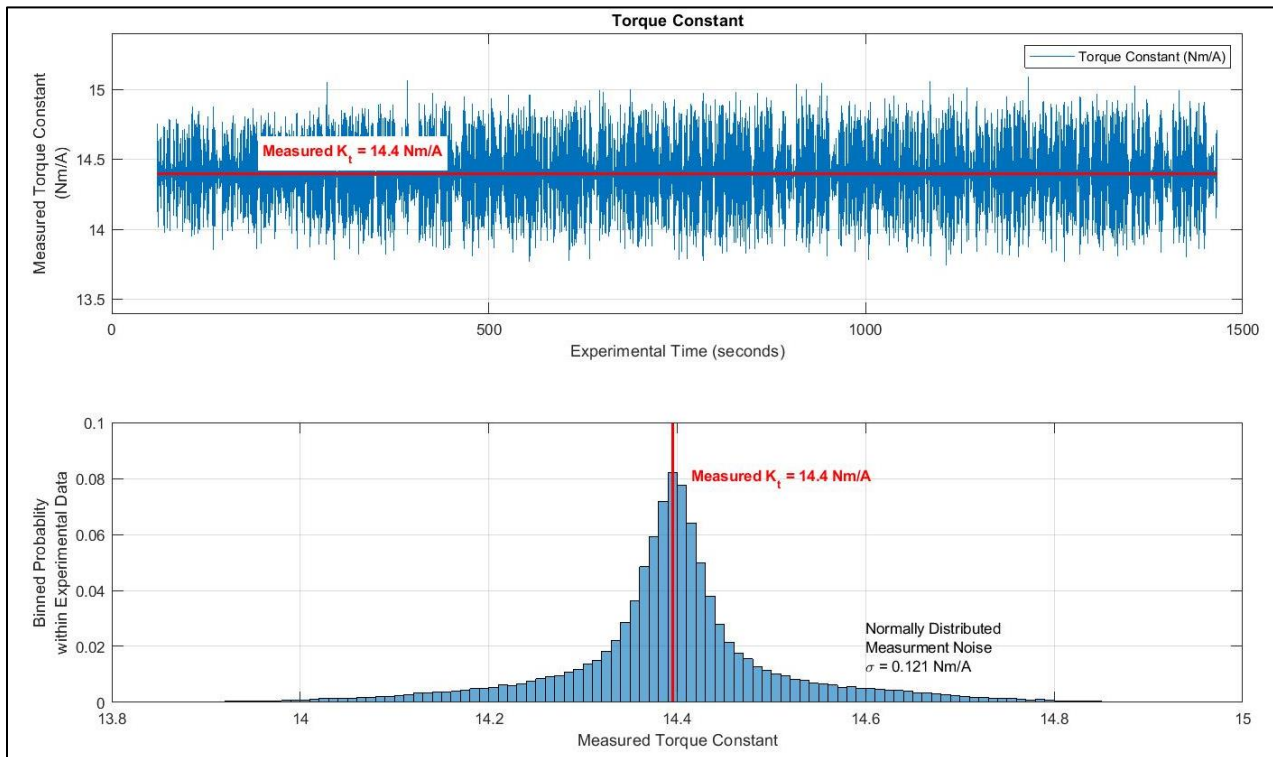 Torque Constant
Measured Torque Constant
(Nm/A)
15
14.5
14
13.5
Torque Constant (Nm/A)
Measured Kt = 14.4 Nm/A
0
500
1000
1500
Experimental Time (seconds)
Binned Probablity
within Experimental Data
0.1
0.08
0.06
0.04
0.02
0
Measured Kt = 14.4 Nm/A
Normally Distributed
Measurment Noise
σ = 0.121 Nm/A
13.8
14
14.2
14.4
14.6
14.8
15
Measured Torque Constant